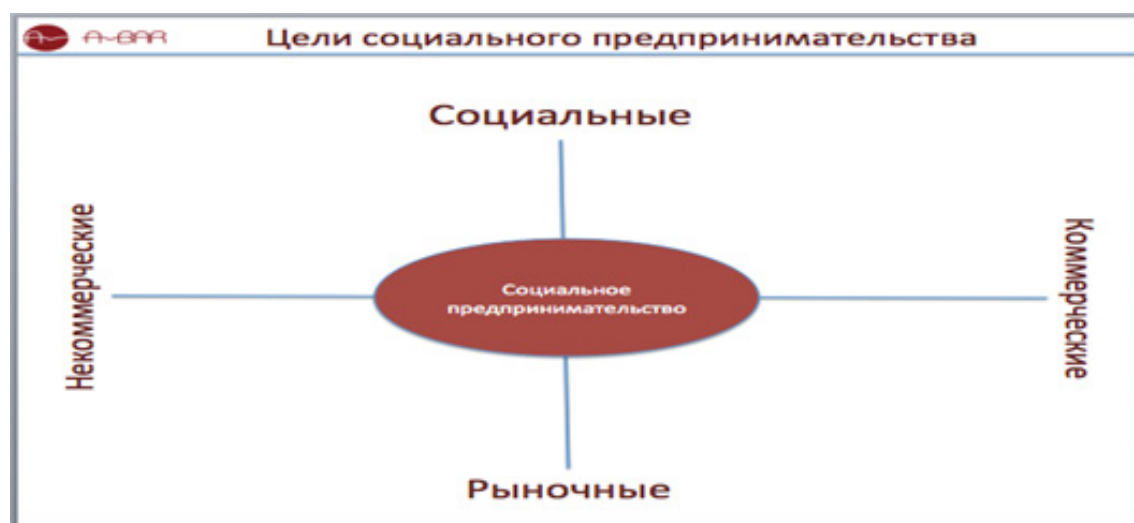 A-BAR
Цели социального предпринимательства
Социальные
Некоммерческие
Социальное
предпринимательство
Коммерческие
Рыночные